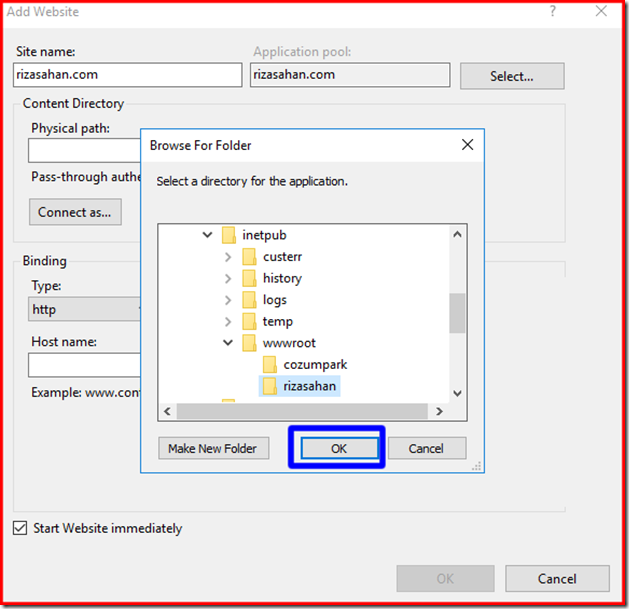 Add Website
?
Site name:
Application pool:
rizasahan.com
rizasahan.com
Select...
Content Directory
Physical path:
Pass-through authe
Connect as...
Browse For Folder
Select a directory for the application.
inetpub
custerr
history
logs
temp
wwwroot
cozumpark
rizasahan
Make New Folder
OK
Cancel
Binding
Type:
http
Host name:
Example: www.cont
Start Website immediately
OK
Cancel